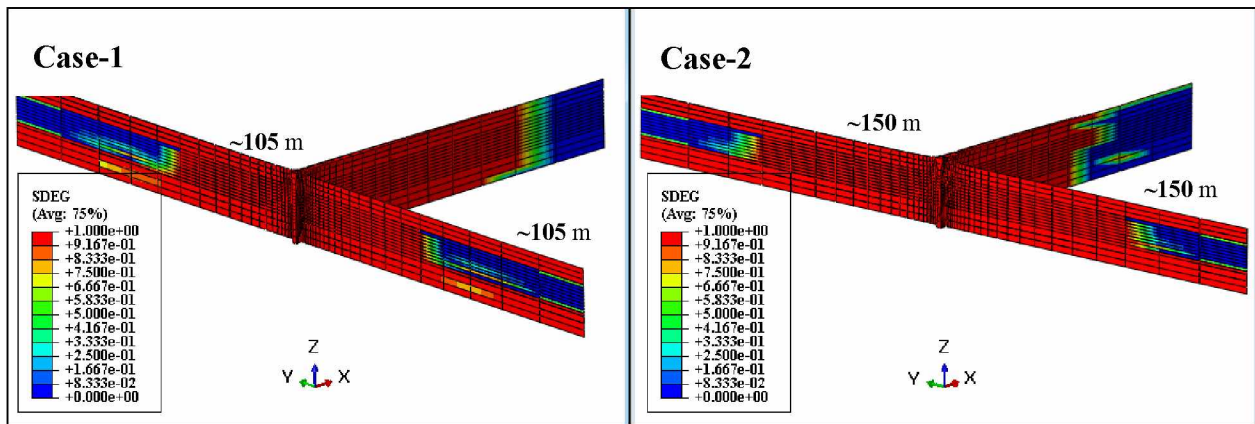 Case-1
~105 m
~105 m
SDEG
(Avg: 75%)
+1.000e+00
+9.167e-01
+8.333e-01
+7.500e-01
+6.667e-01
+5.833e-01
+5.000e-01
+4.167e-01
+3.333e-01
+2.500e-01
+1.667e-01
+8.333e-02
+0.000e+00
Z
Y X
Case-2
~150 m
~150 m
SDEG
(Avg: 75%)
+1.000e+00
+9.167e-01
+8.333e-01
+7.500e-01
+6.667e-01
+5.833e-01
+5.000e-01
+4.167e-01
+3.333e-01
+2.500e-01
+1.667e-01
+8.333e-02
+0.000e+00
Z
Y X